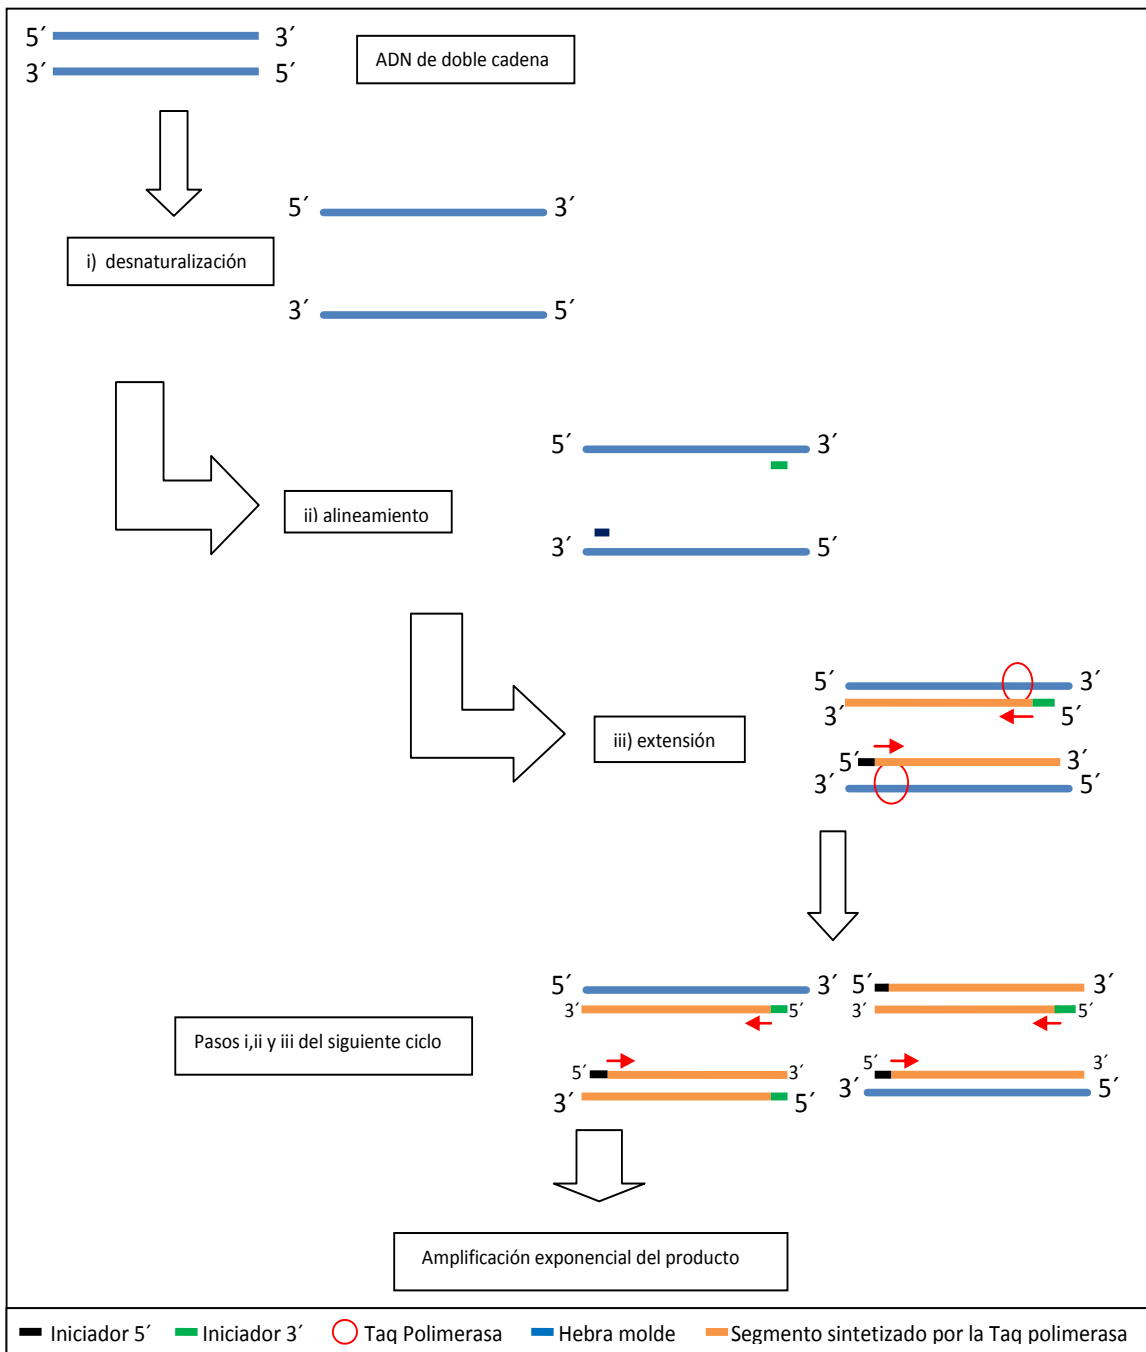 5´ 3´
ADN de doble cadena
3´ 5´
5´ 3´
i) desnaturalización
3´ 5´
5´ 3´
ii) alineamiento
3´ 5´
5´ 3´
3´ 5´
iii) extensión
5´ 3´
3´ 5´
5´ 3´ 5´ 3´
3´ 5´ 3´ 5´
Pasos i,ii y iii del siguiente ciclo
5´ 3´ 5´ 3´
3´ 5´ 3´ 5´
Amplificación exponencial del producto
Iniciador 5´ Iniciador 3´ Taq Polimerasa Hebra molde Segmento sintetizado por la Taq polimerasa